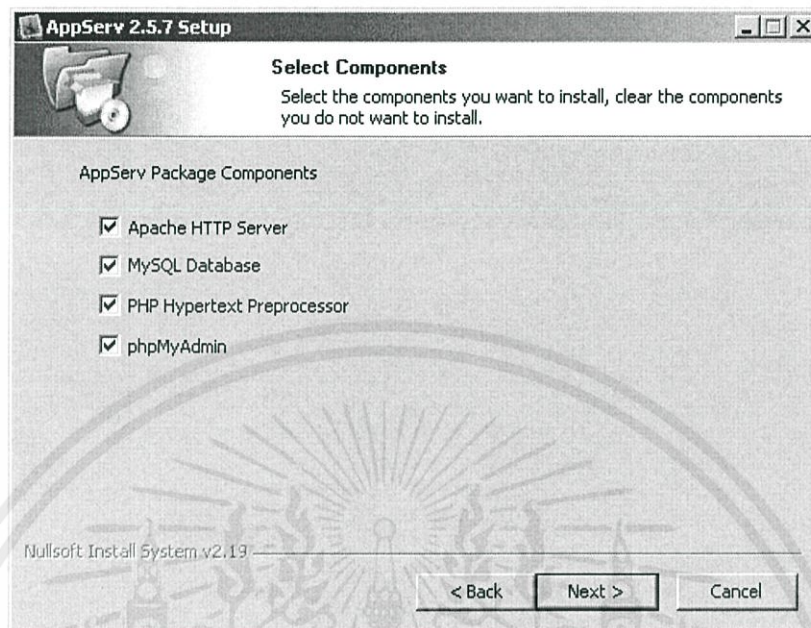 AppServ 2.5.7 Setup
Select Components
Select the components you want to install, clear the components
you do not want to install.
AppServ Package Components
Apache HTTP Server
MySQL Database
PHP Hypertext Preprocessor
phpMyAdmin
Nullsoft Install System v2.19
< Back Next > Cancel